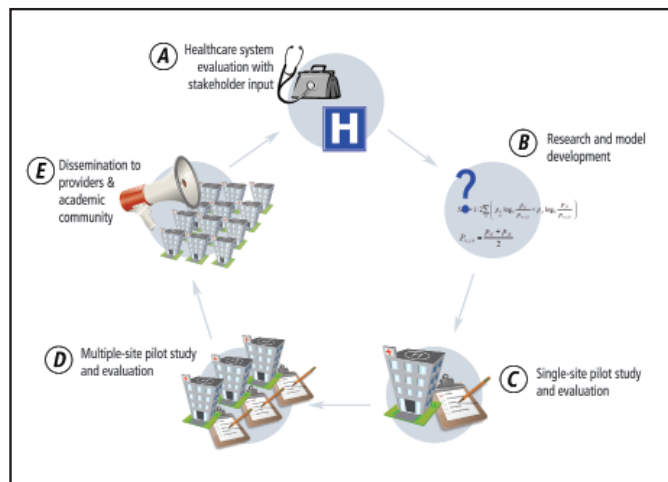 A
Healthcare system
evaluation with
stakeholder input
H
B
Research and model
development
?
E
Dissemination to
providers &
academic
community
D
Multiple-site pilot study
and evaluation
C
Single-site pilot study
and evaluation